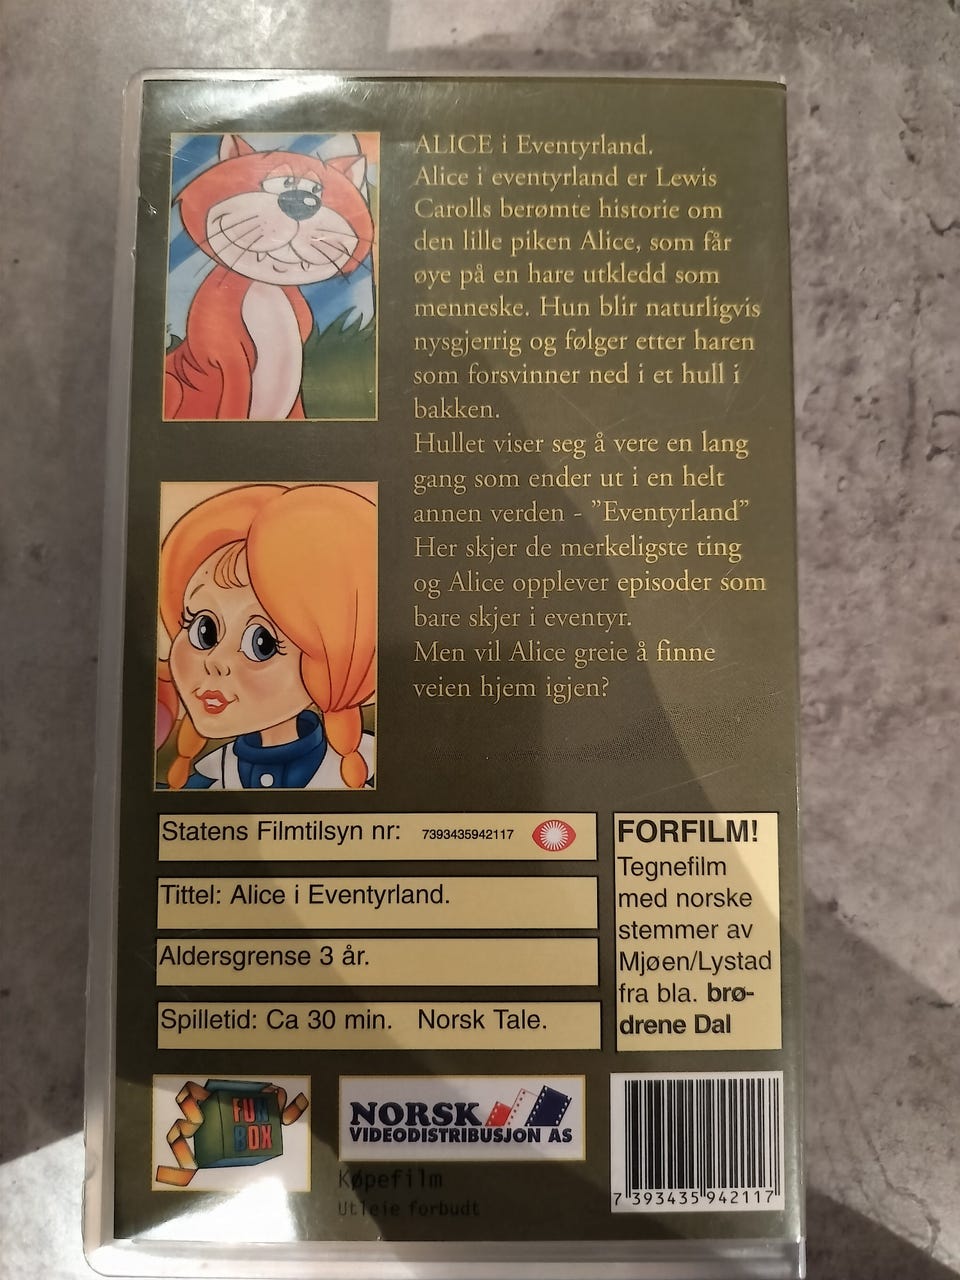 ALICE i Eventyrland.
Alice i eventyrland er Lewis
Carolls berømte historie om
den lille piken Alice, som får
øye på en hare utkledd som
menneske. Hun blir naturligvis
nysgjerrig og følger etter haren
som forsvinner ned i et hull i
bakken.
Hullet viser seg å vere en lang
gang som ender ut i en helt
annen verden - ”Eventyrland”
Her skjer de merkeligste ting
og Alice opplever episoder som
bare skjer i eventyr.
Men vil Alice greie å finne
veien hjem igjen?
Statens Filmtilsyn nr: 7393435942117
Tittel: Alice i Eventyrland.
Aldersgrense 3 år.
Spilletid: Ca 30 min. Norsk Tale.
FORFILM!
Tegnefilm
med norske
stemmer av
Mjøen/Lystad
fra bla. brø-
drene Dal
FUN
BOX
NORSK
VIDEODISTRIBUSJON AS
Køpefilm
Utleie forbudt
7 393435 942117